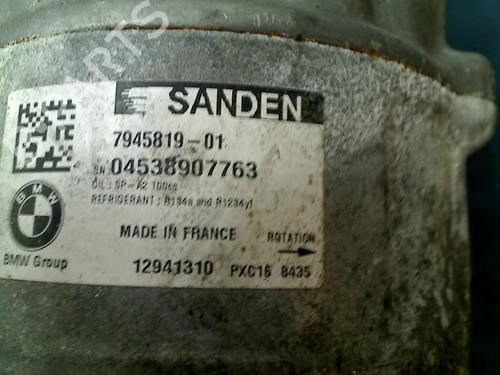 PARTS
SANDEN
7945819-01
SN 04538907763
OIL : SP-A2 100cc
REFRIGERANT : R134a and R1234yf
BMW
MADE IN FRANCE
ROTATION
BMW Group
12941310 PXC16 8435